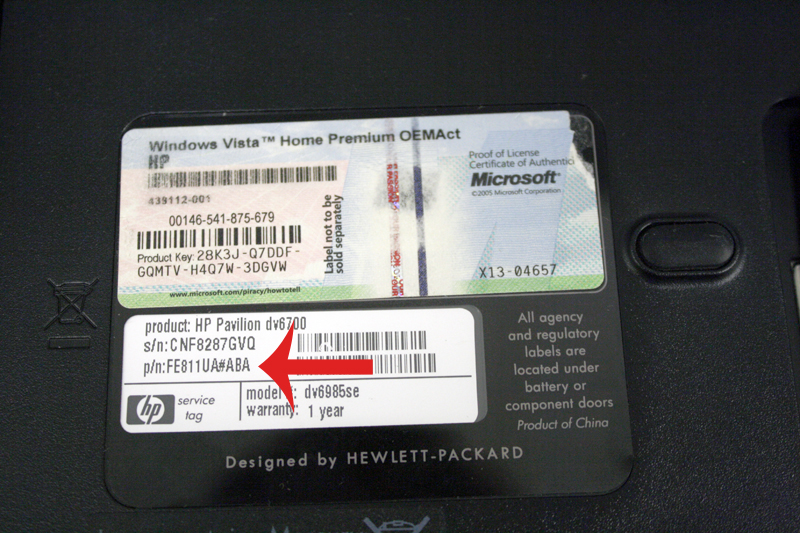 Windows Vista™ Home Premium OEMAct
HP
Proof of License
Certificate of Authentic
Microsoft®
©2005 Microsoft Corporation
433112-001
00146-541-875-679
Label not to be
sold separately
Product Key: 28K3J-Q7DDF-
GQMTV-H4Q7W-3DGVW
X13-04657
www.microsoft.com/piracy/howtotell
product: HP Pavilion dv6700
s/n: CNF8287GVQ
p/n: FE811UA#ABA
hp
service
tag
model dv6985se
warranty: 1 year
All agency
and regulatory
labels are
located under
battery or
component doors
Product of China
Designed by HEWLETT-PACKARD